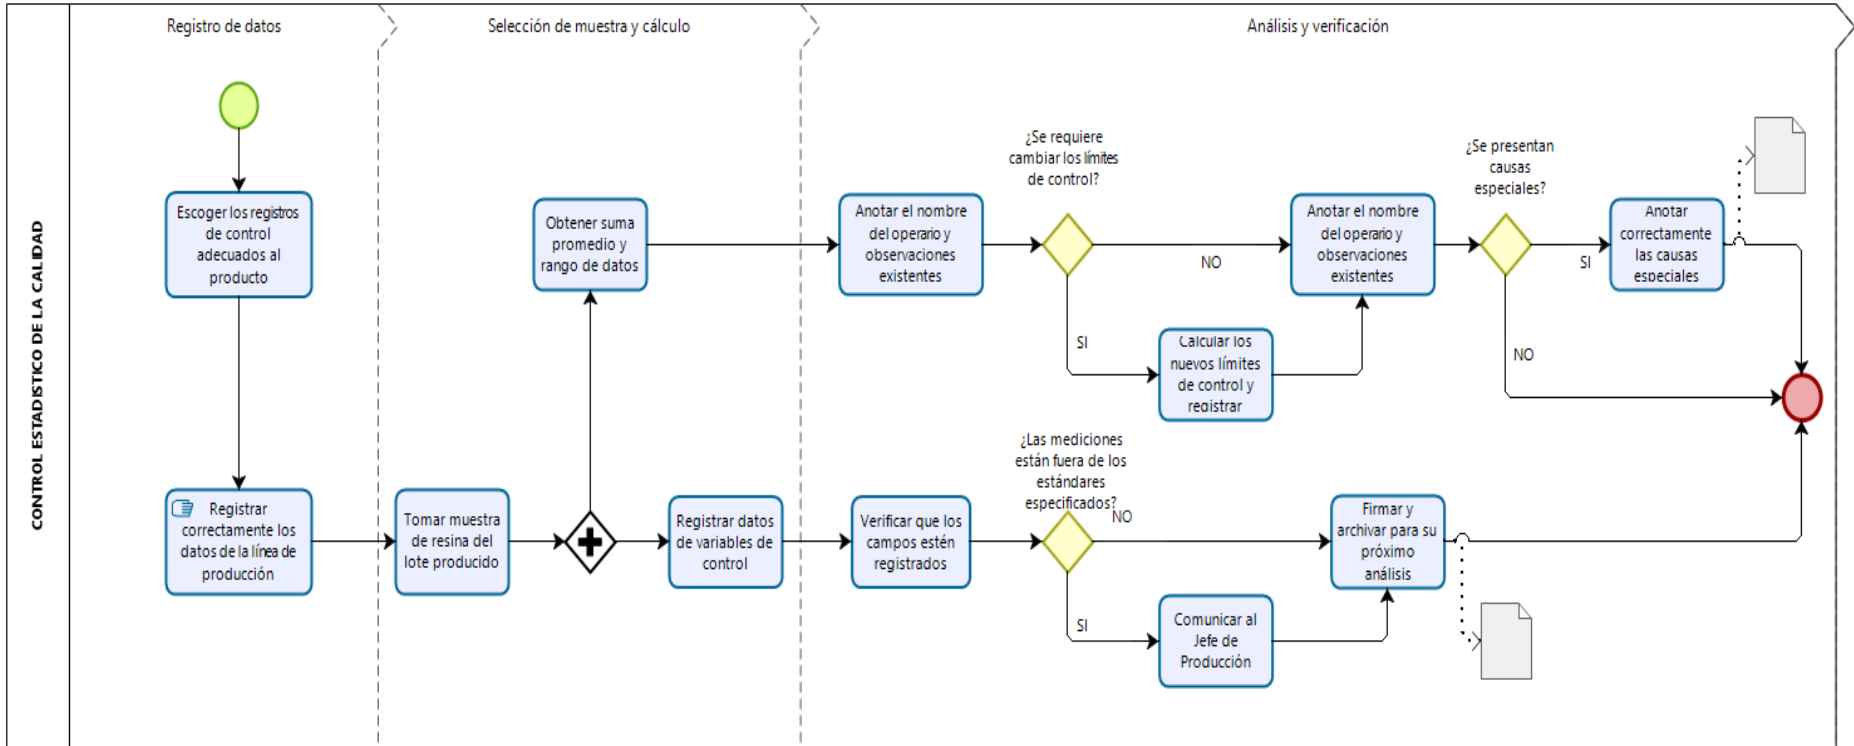 CONTROL ESTADISTICO DE LA CALIDAD
Registro de datos
Selección de muestra y cálculo
Análisis y verificación
Escoger los registros
de control
adecuados al
producto
Registrar
correctamente los
datos de la línea de
producción
Tomar muestra
de resina del
lote producido
Obtener suma
promedio y
rango de datos
Registrar datos
de variables de
control
Anotar el nombre
del operario y
observaciones
existentes
¿Se requiere
cambiar los límites
de control?
NO
SI
Calcular los
nuevos límites
de control y
registrar
Anotar el nombre
del operario y
observaciones
existentes
¿Se presentan
causas
especiales?
SI
NO
Anotar
correctamente
las causas
especiales
Verificar que los
campos estén
registrados
¿Las mediciones
están fuera de los
estándares
especificados?
NO
SI
Comunicar al
Jefe de
Producción
Firmar y
archivar para su
próximo
análisis